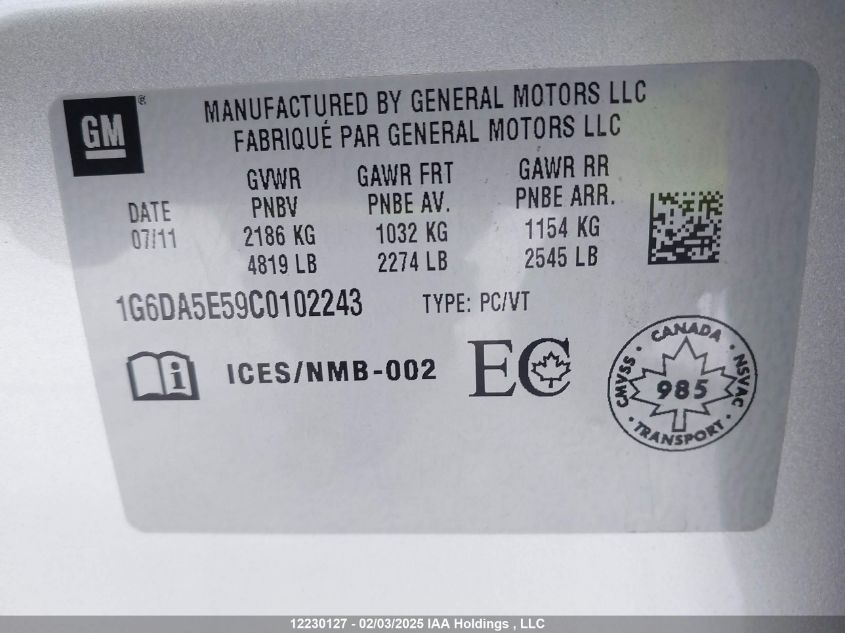 GM
®
MANUFACTURED BY GENERAL MOTORS LLC
FABRIQUÉ PAR GENERAL MOTORS LLC
DATE
07/11
GVWR
PNBV
2186 KG
4819 LB
GAWR FRT
PNBE AV.
1032 KG
2274 LB
GAWR RR
PNBE ARR.
1154 KG
2545 LB
1G6DA5E59C0102243 TYPE: PC/VT
i ICES/NMB-002 EC
CANADA
CMVSS · 985 · NSVAC
· TRANSPORT ·
12230127 - 02/03/2025 IAA Holdings , LLC